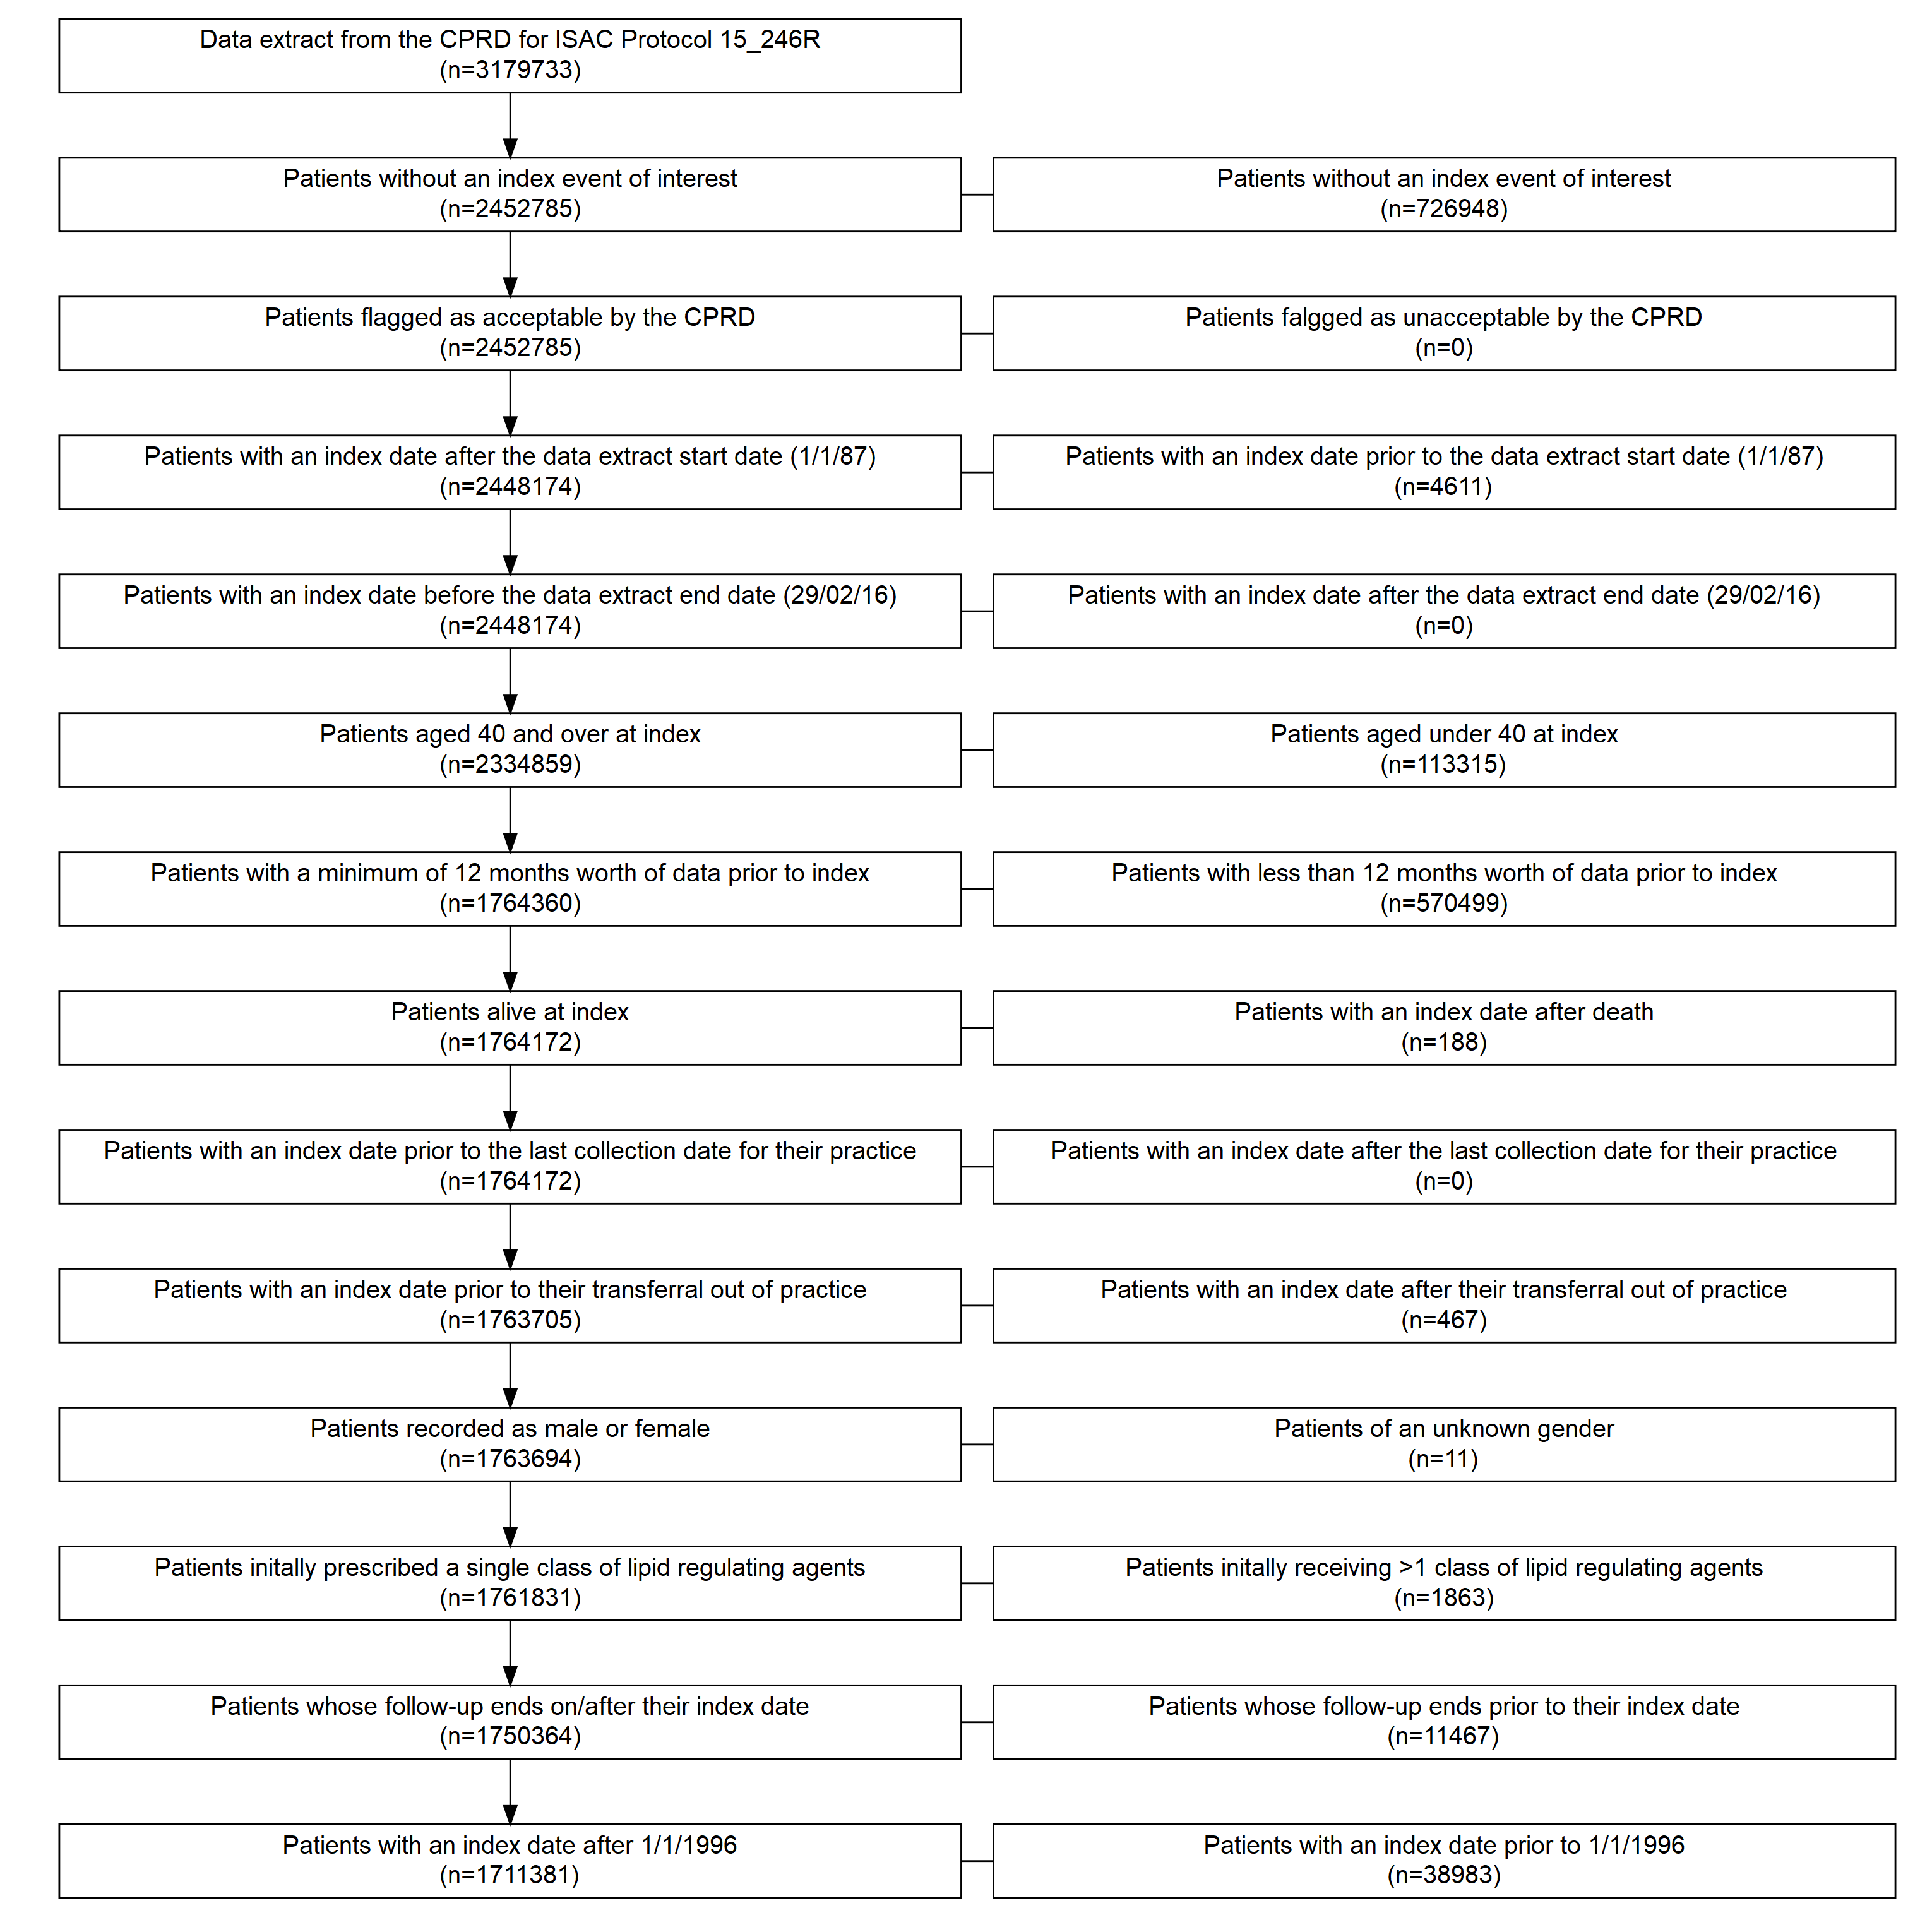 Data extract from the CPRD for ISAC Protocol 15_246R
(n=3179733)
Patients without an index event of interest
(n=2452785)
Patients without an index event of interest
(n=726948)
Patients flagged as acceptable by the CPRD
(n=2452785)
Patients falgged as unacceptable by the CPRD
(n=0)
Patients with an index date after the data extract start date (1/1/87)
(n=2448174)
Patients with an index date prior to the data extract start date (1/1/87)
(n=4611)
Patients with an index date before the data extract end date (29/02/16)
(n=2448174)
Patients with an index date after the data extract end date (29/02/16)
(n=0)
Patients aged 40 and over at index
(n=2334859)
Patients aged under 40 at index
(n=113315)
Patients with a minimum of 12 months worth of data prior to index
(n=1764360)
Patients with less than 12 months worth of data prior to index
(n=570499)
Patients alive at index
(n=1764172)
Patients with an index date after death
(n=188)
Patients with an index date prior to the last collection date for their practice
(n=1764172)
Patients with an index date after the last collection date for their practice
(n=0)
Patients with an index date prior to their transferral out of practice
(n=1763705)
Patients with an index date after their transferral out of practice
(n=467)
Patients recorded as male or female
(n=1763694)
Patients of an unknown gender
(n=11)
Patients initally prescribed a single class of lipid regulating agents
(n=1761831)
Patients initally receiving >1 class of lipid regulating agents
(n=1863)
Patients whose follow-up ends on/after their index date
(n=1750364)
Patients whose follow-up ends prior to their index date
(n=11467)
Patients with an index date after 1/1/1996
(n=1711381)
Patients with an index date prior to 1/1/1996
(n=38983)